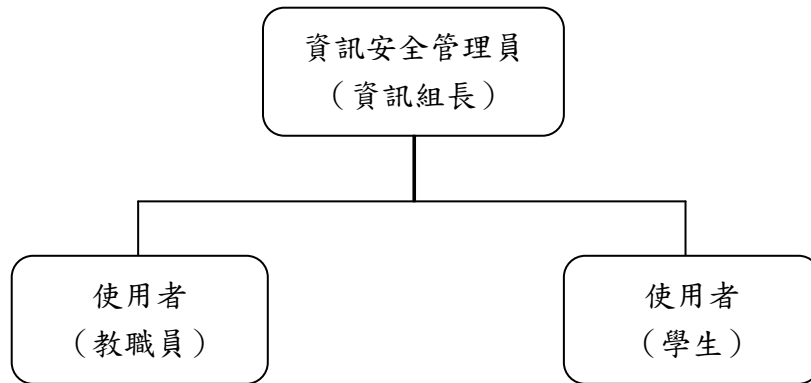 資訊安全管理員
（資訊組長）
使用者
（教職員）
使用者
（學生）